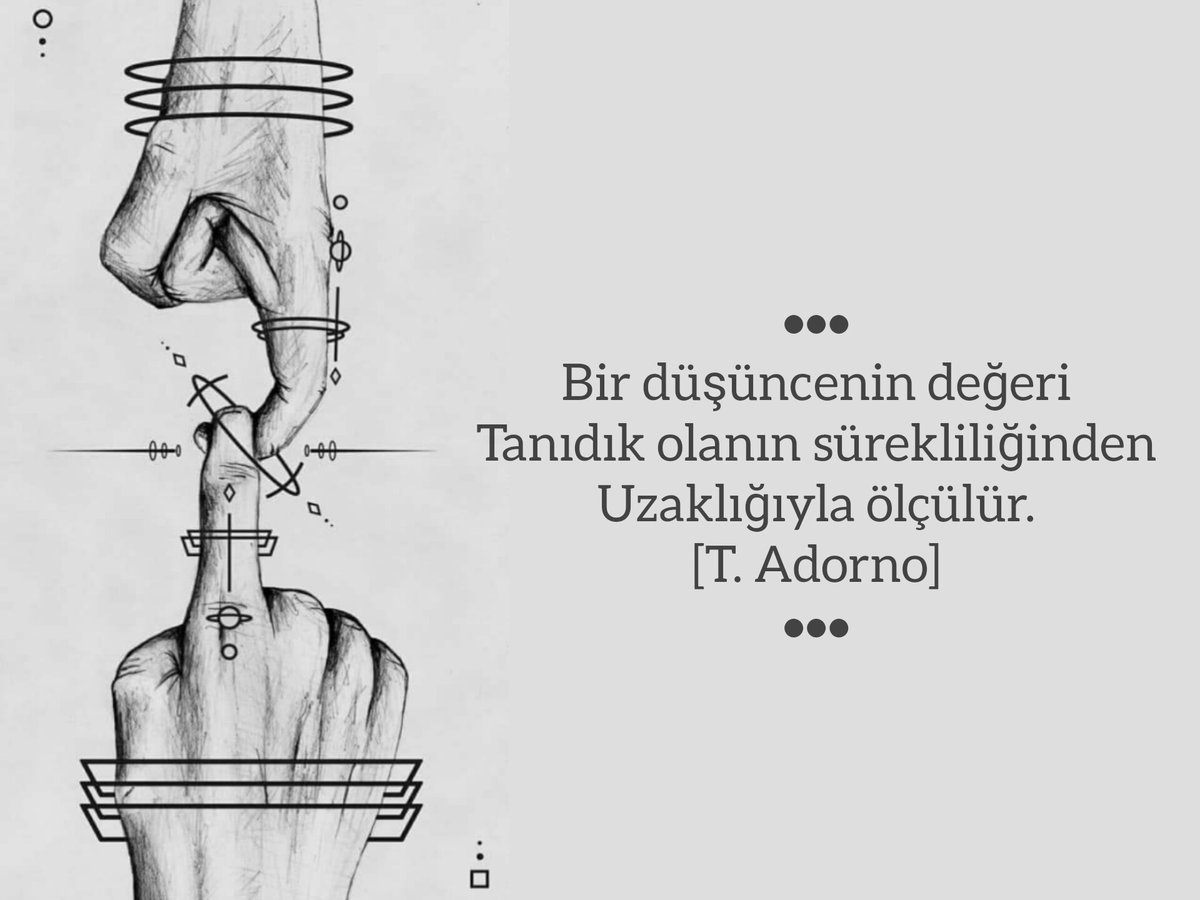 Bir düşüncenin değeri
Tanıdık olanın sürekliliğinden
Uzaklığıyla ölçülür.
[T. Adorno]